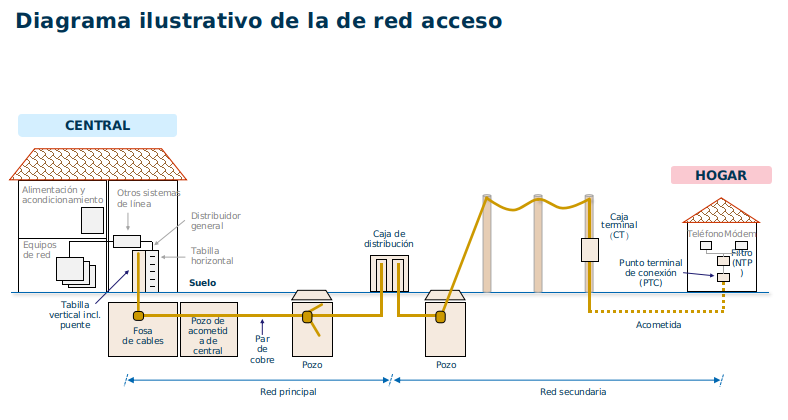 Diagrama ilustrativo de la de red acceso
CENTRAL
HOGAR
Alimentación y
acondicionamiento
Otros sistemas
de línea
Distribuidor
general
Equipos
de red
Tabilla
horizontal
Suelo
Tabilla
vertical incl.
puente
Fosa
de cables
Pozo de
acometid
a de
central
Par
de
cobre
Pozo
Caja de
distribución
Pozo
Caja
terminal
(CT)
Teléfono
Módem
Filtro
(NTP
)
Punto terminal
de conexión
(PTC)
Acometida
Red principal
Red secundaria